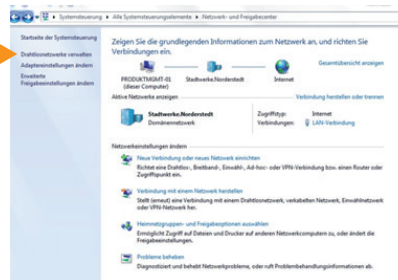 Systemsteuerung ▸ Alle Systemsteuerungselemente ▸ Netzwerk- und Freigabecenter
Startseite der Systemsteuerung
Drahtlosnetzwerke verwalten
Adaptereinstellungen ändern
Erweiterte
Freigabeeinstellungen ändern
Zeigen Sie die grundlegenden Informationen zum Netzwerk an, und richten Sie
Verbindungen ein.
Gesamtübersicht anzeigen
PRODUKTMGMT-01
(dieser Computer)
Stadtwerke.Norderstedt
Internet
Aktive Netzwerke anzeigen
Verbindung herstellen oder trennen
Stadtwerke.Norderstedt
Domänennetzwerk
Zugriffstyp: Internet
Verbindungen: LAN-Verbindung
Netzwerkeinstellungen ändern
Neue Verbindung oder neues Netzwerk einrichten
Richtet eine Drahtlos-, Breitband-, Einwähl-, Ad-hoc- oder VPN-Verbindung bzw. einen Router oder
Zugriffspunkt ein.
Verbindung mit einem Netzwerk herstellen
Stellt (erneut) eine Verbindung mit einem Drahtlosnetzwerk, verkabelten Netzwerk, Einwählnetzwerk
oder VPN-Netzwerk her.
Heimnetzgruppen- und Freigabeoptionen auswählen
Ermöglicht Zugriff auf Dateien und Drucker auf anderen Netzwerkcomputern zu, oder ändert die
Freigabeeinstellungen.
Probleme beheben
Diagnostiziert und behebt Netzwerkprobleme, oder ruft Problembehandlungsinformationen ab.